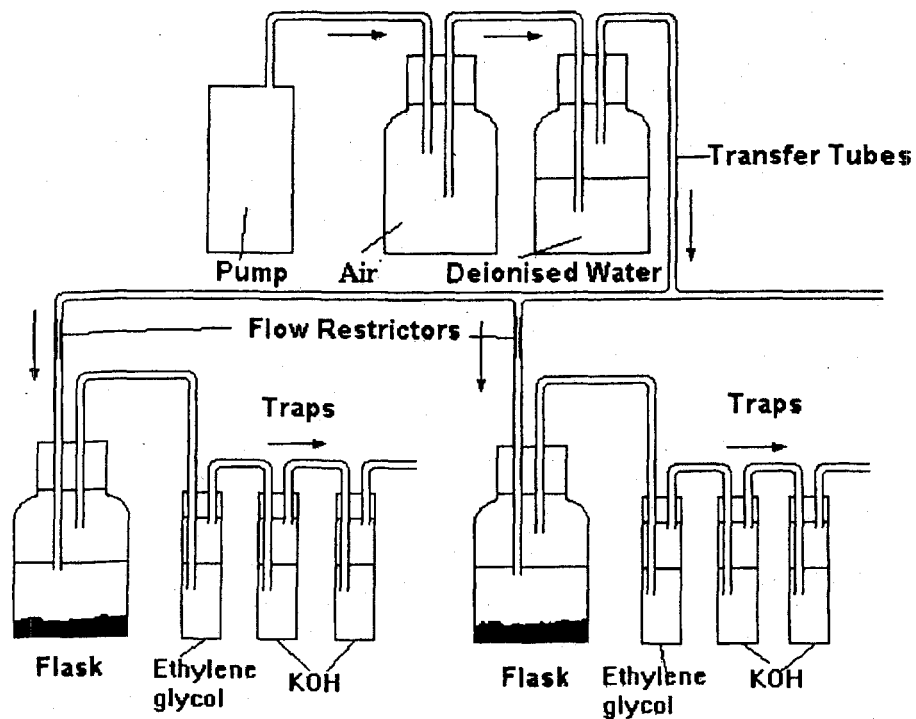 Transfer Tubes
Pump
Air
Deionised Water
Flow Restrictors
Traps
Traps
Flask
Ethylene
glycol
KOH
Flask
Ethylene
glycol
KOH